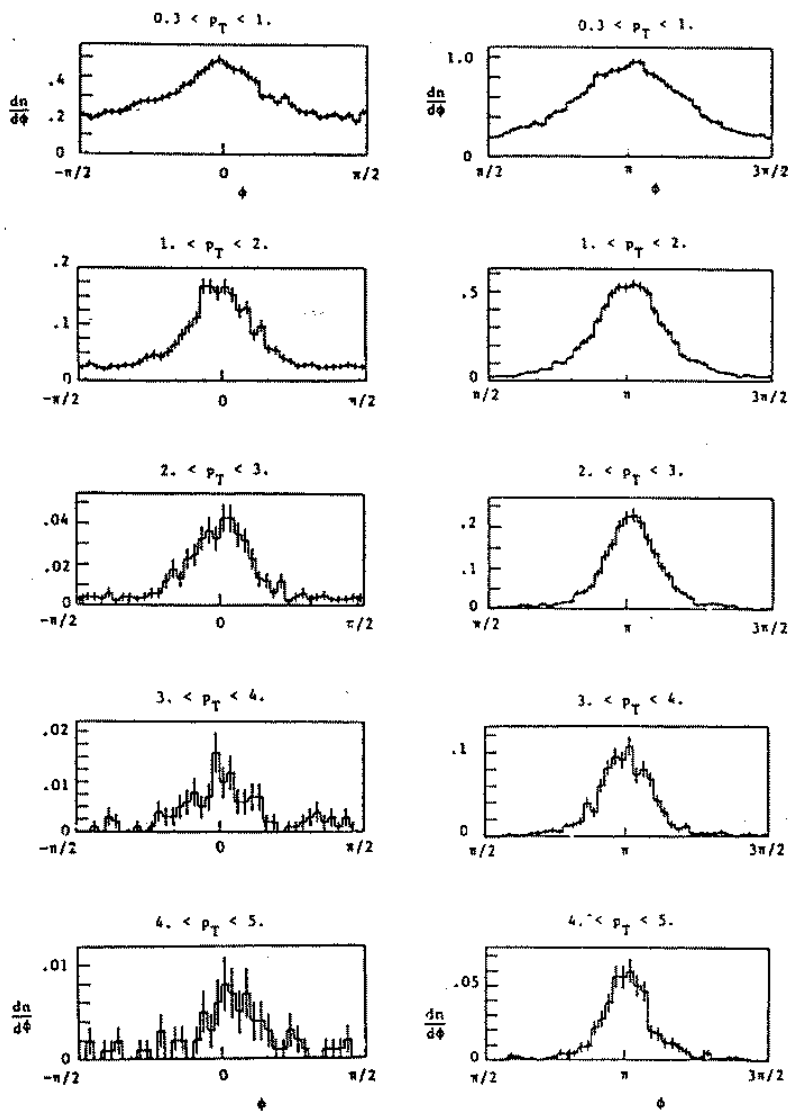 0.3 < p_T < 1.
dn/dφ
.4
.2
0
-π/2
0
π/2
φ
0.3 < p_T < 1.
dn/dφ
1.0
0
π/2
π
3π/2
φ
1. < p_T < 2.
.2
.1
0
-π/2
0
π/2
1. < p_T < 2.
.5
0
π/2
π
3π/2
2. < p_T < 3.
.04
.02
0
-π/2
0
π/2
2. < p_T < 3.
.2
.1
0
π/2
π
3π/2
3. < p_T < 4.
.02
.01
0
-π/2
0
π/2
3. < p_T < 4.
.1
0
π/2
π
3π/2
4. < p_T < 5.
dn/dφ
.01
0
-π/2
0
π/2
φ
4. < p_T < 5.
dn/dφ
.05
0
π/2
π
3π/2
φ